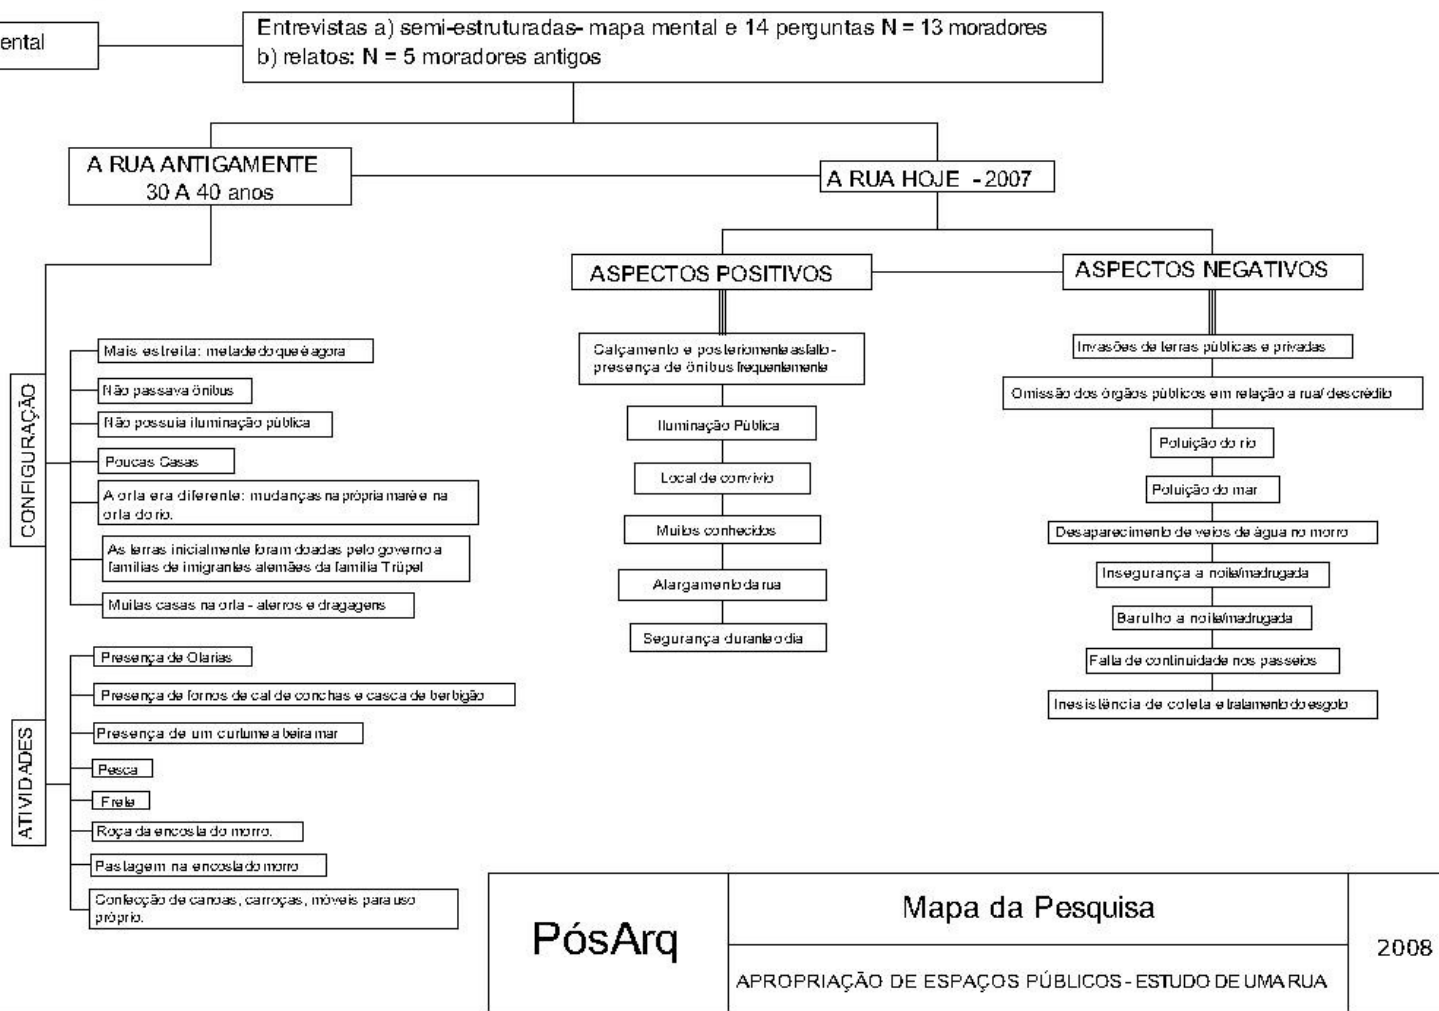 ental
Entrevistas a) semi-estruturadas- mapa mental e 14 perguntas N = 13 moradores
b) relatos: N = 5 moradores antigos
A RUA ANTIGAMENTE
30 A 40 anos
A RUA HOJE - 2007
ASPECTOS POSITIVOS
ASPECTOS NEGATIVOS
CONFIGURAÇÃO
Mais estreita: metade do que é agora
Não passava ônibus
Não possuia iluminação pública
Poucas Casas
A orla era diferente: mudanças na própria maré e na
orla do rio.
As terras inicialmente foram doadas pelo governo a
famílias de imigrantes alemães da família Trüpel
Muitas casas na orla - aterros e dragagens
ATIVIDADES
Presença de Olarias
Presença de fornos de cal de conchas e casca de berbigão
Presença de um curtume a beira mar
Pesca
Frete
Roça da encosta do morro.
Pastagem na encosta do morro
Confecção de canoas, carroças, móveis para uso
próprio.
Calçamento e posteriomente asfalto -
presença de ônibus frequentemente
Iluminação Pública
Local de convívio
Muitos conhecidos
Alargamento da rua
Segurança durante o dia
Invasões de terras públicas e privadas
Omissão dos órgãos públicos em relação a rua/ descrédito
Poluição do rio
Poluição do mar
Desaparecimento de veios de água no morro
Insegurança a noite/madrugada
Barulho a noite/madrugada
Falta de continuidade nos passeios
Inesistência de coleta e tratamento do esgoto
PósArq
Mapa da Pesquisa
APROPRIAÇÃO DE ESPAÇOS PÚBLICOS - ESTUDO DE UMA RUA
2008